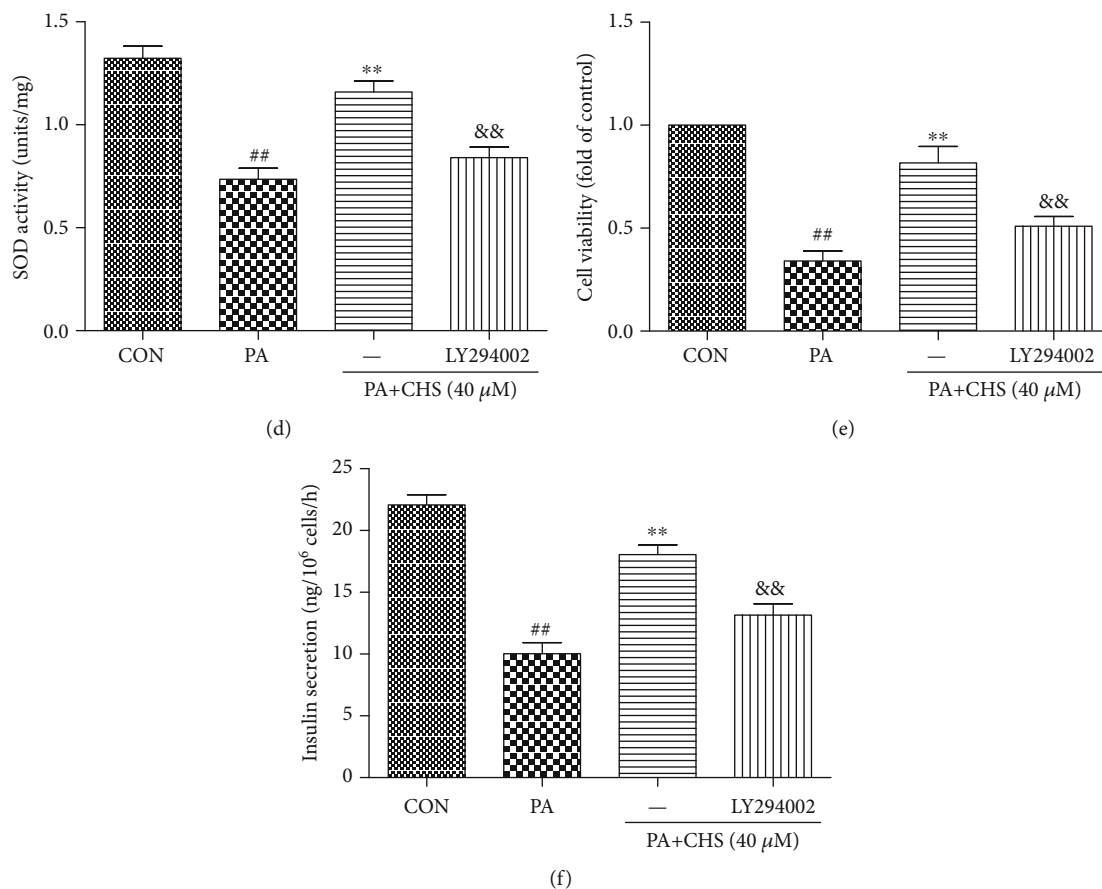 SOD activity (units/mg)
1.5
1.0
0.5
0.0
##
**
&&
CON PA — LY294002
PA+CHS (40 μM)
(d)
Cell viability (fold of control)
1.5
1.0
0.5
0.0
##
**
&&
CON PA — LY294002
PA+CHS (40 μM)
(e)
Insulin secretion (ng/10⁶ cells/h)
25
20
15
10
5
0
##
**
&&
CON PA — LY294002
PA+CHS (40 μM)
(f)